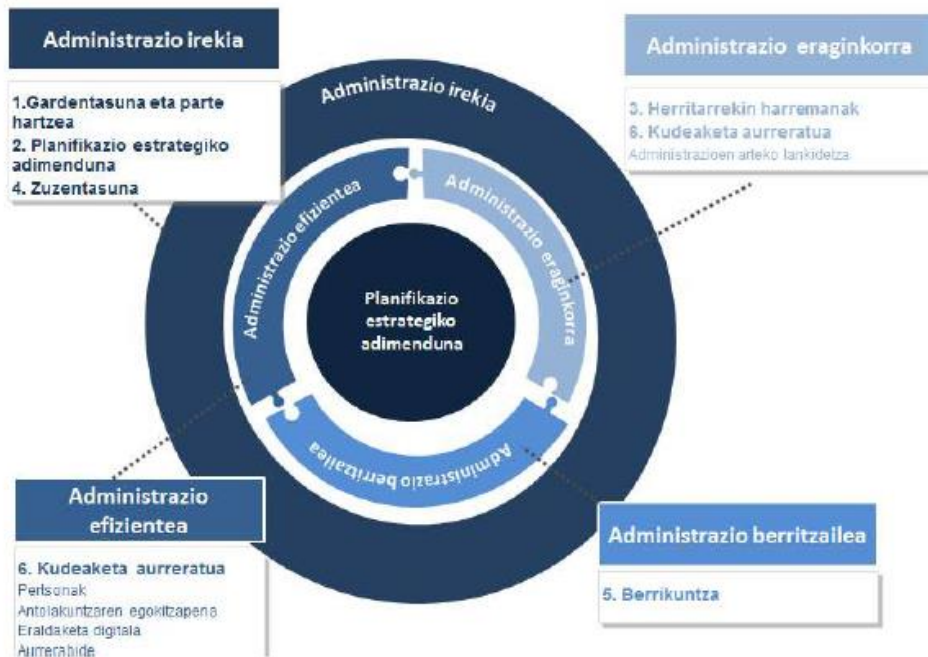 Administrazio irekia
1.Gardentasuna eta parte
hartzea
2. Planifikazio estrategiko
adimenduna
4. Zuzentasuna
Administrazio eraginkorra
3. Herritarrekin harremanak
6. Kudeaketa aurreratua
Administrazioen arteko lankidetza
Administrazio irekia
Administrazio efizientea
Administrazio eraginkorra
Planifikazio
estrategiko
adimenduna
Administrazio berritzailea
Administrazio
efizientea
6. Kudeaketa aurreratua
Pertsonak
Antolakuntzaren egokitzapena
Eraldaketa digitala
Aurrerabide
Administrazio berritzailea
5. Berrikuntza